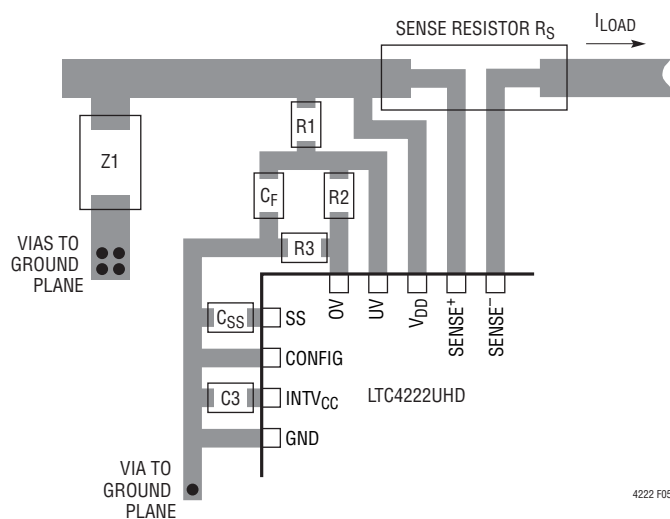 SENSE RESISTOR RS
ILOAD
R1
Z1
CF
R2
R3
VIAS TO
GROUND
PLANE
OV
UV
VDD
SENSE+
SENSE–
CSS
SS
CONFIG
C3
INTVCC
LTC4222UHD
GND
VIA TO
GROUND
PLANE
4222 F05